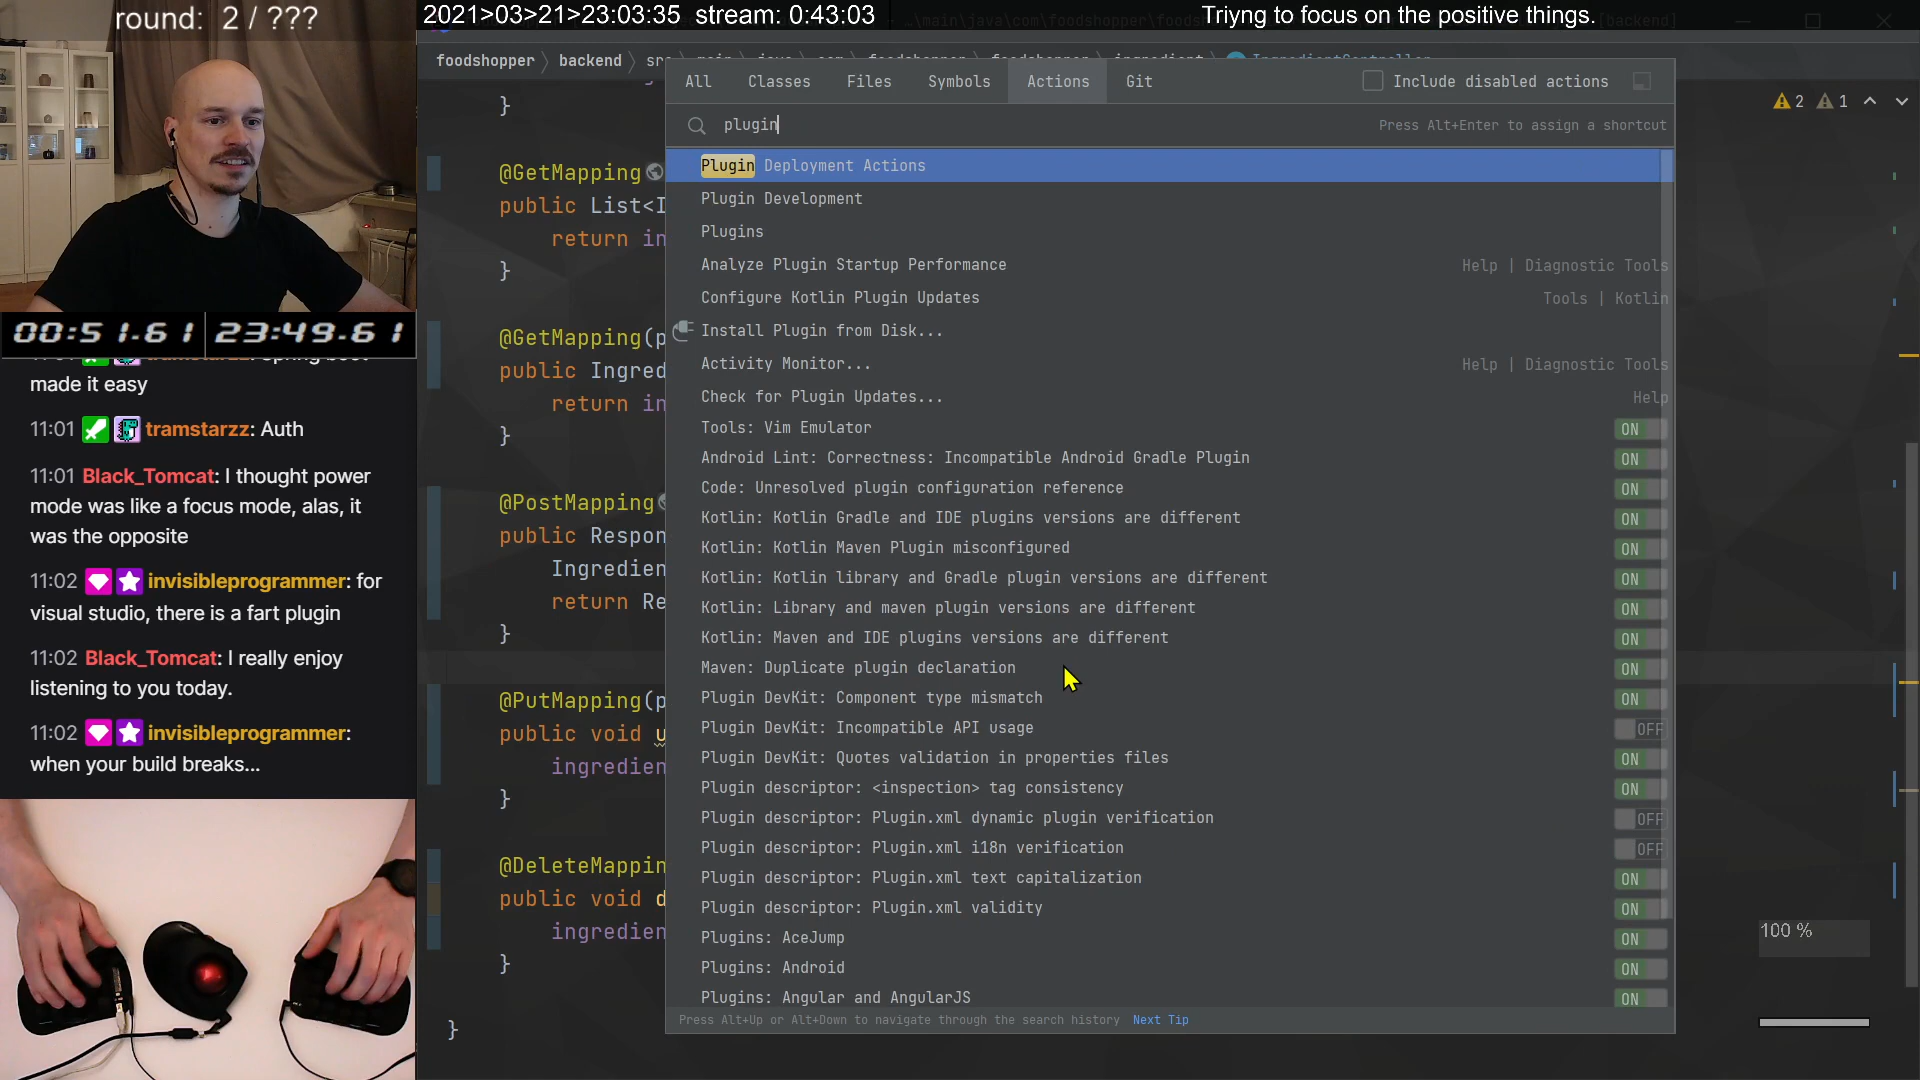 round: 2 / ???
2021>03>21>23:03:35 stream: 0:43:03
Triyng to focus on the positive things.
00:51.61 23:49.61
made it easy
11:01 tramstarzz: Auth
11:01 Black_Tomcat: I thought power
mode was like a focus mode, alas, it
was the opposite
11:02 invisibleprogrammer: for
visual studio, there is a fart plugin
11:02 Black_Tomcat: I really enjoy
listening to you today.
11:02 invisibleprogrammer:
when your build breaks...
foodshopper backend
}
@GetMapping
public List<I
return in
}
@GetMapping(p
public Ingred
return in
}
@PostMapping
public Respon
Ingredien
return Re
}
@PutMapping(p
public void u
ingredien
}
@DeleteMappin
public void d
ingredien
}
}
All Classes Files Symbols Actions Git Include disabled actions
plugin Press Alt+Enter to assign a shortcut
Plugin Deployment Actions
Plugin Development
Plugins
Analyze Plugin Startup Performance Help | Diagnostic Tools
Configure Kotlin Plugin Updates Tools | Kotlin
Install Plugin from Disk...
Activity Monitor... Help | Diagnostic Tools
Check for Plugin Updates... Help
Tools: Vim Emulator ON
Android Lint: Correctness: Incompatible Android Gradle Plugin ON
Code: Unresolved plugin configuration reference ON
Kotlin: Kotlin Gradle and IDE plugins versions are different ON
Kotlin: Kotlin Maven Plugin misconfigured ON
Kotlin: Kotlin library and Gradle plugin versions are different ON
Kotlin: Library and maven plugin versions are different ON
Kotlin: Maven and IDE plugins versions are different ON
Maven: Duplicate plugin declaration ON
Plugin DevKit: Component type mismatch ON
Plugin DevKit: Incompatible API usage OFF
Plugin DevKit: Quotes validation in properties files ON
Plugin descriptor: <inspection> tag consistency ON
Plugin descriptor: Plugin.xml dynamic plugin verification OFF
Plugin descriptor: Plugin.xml i18n verification OFF
Plugin descriptor: Plugin.xml text capitalization ON
Plugin descriptor: Plugin.xml validity ON
Plugins: AceJump ON
Plugins: Android ON
Plugins: Angular and AngularJS ON
Press Alt+Up or Alt+Down to navigate through the search history Next Tip
2 1
100 %